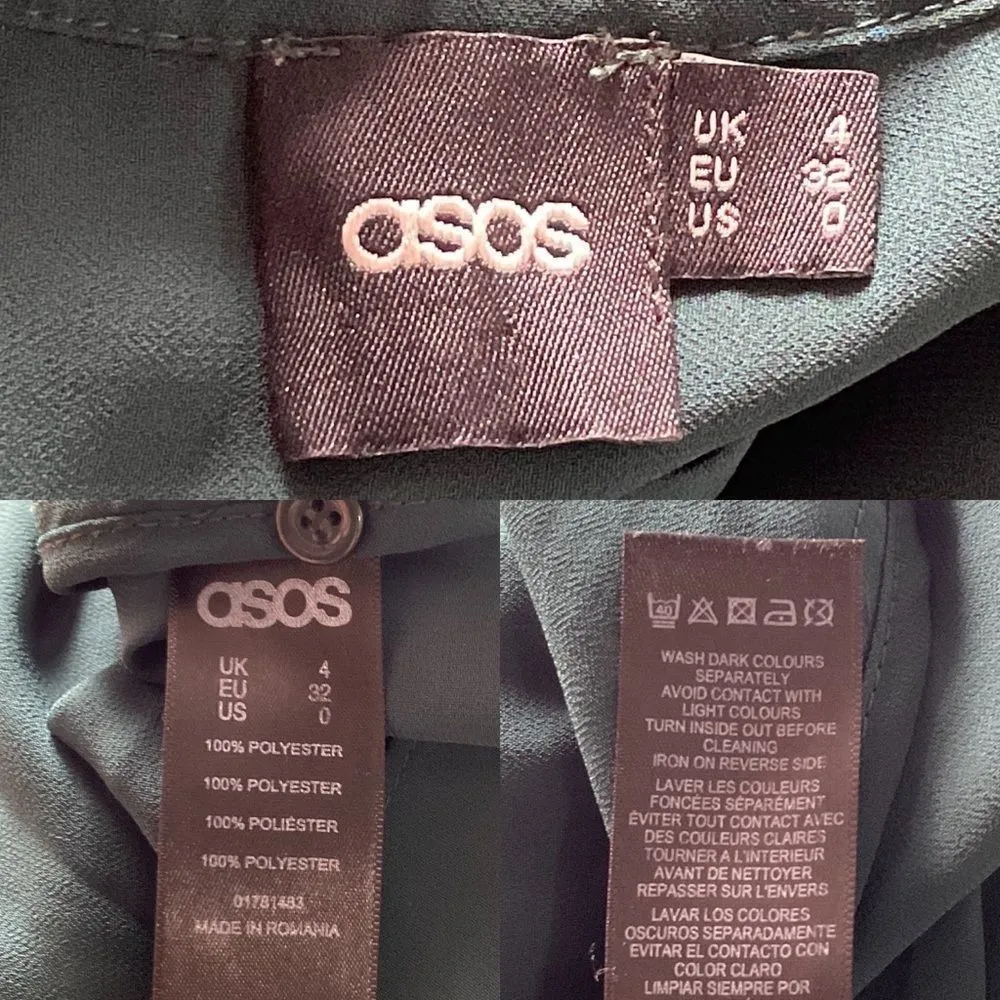 asos
UK 4
EU 32
US 0
asos
UK 4
EU 32
US 0
100% POLYESTER
100% POLYESTER
100% POLIÉSTER
100% POLYESTER
01781483
MADE IN ROMANIA
40
WASH DARK COLOURS
SEPARATELY
AVOID CONTACT WITH
LIGHT COLOURS
TURN INSIDE OUT BEFORE
CLEANING
IRON ON REVERSE SIDE
LAVER LES COULEURS
FONCÉES SÉPARÉMENT
ÉVITER TOUT CONTACT AVEC
DES COULEURS CLAIRES
TOURNER A L'INTERIEUR
AVANT DE NETTOYER
REPASSER SUR L'ENVERS
LAVAR LOS COLORES
OSCUROS SEPARADAMENTE
EVITAR EL CONTACTO CON
COLOR CLARO
LIMPIAR SIEMPRE POR